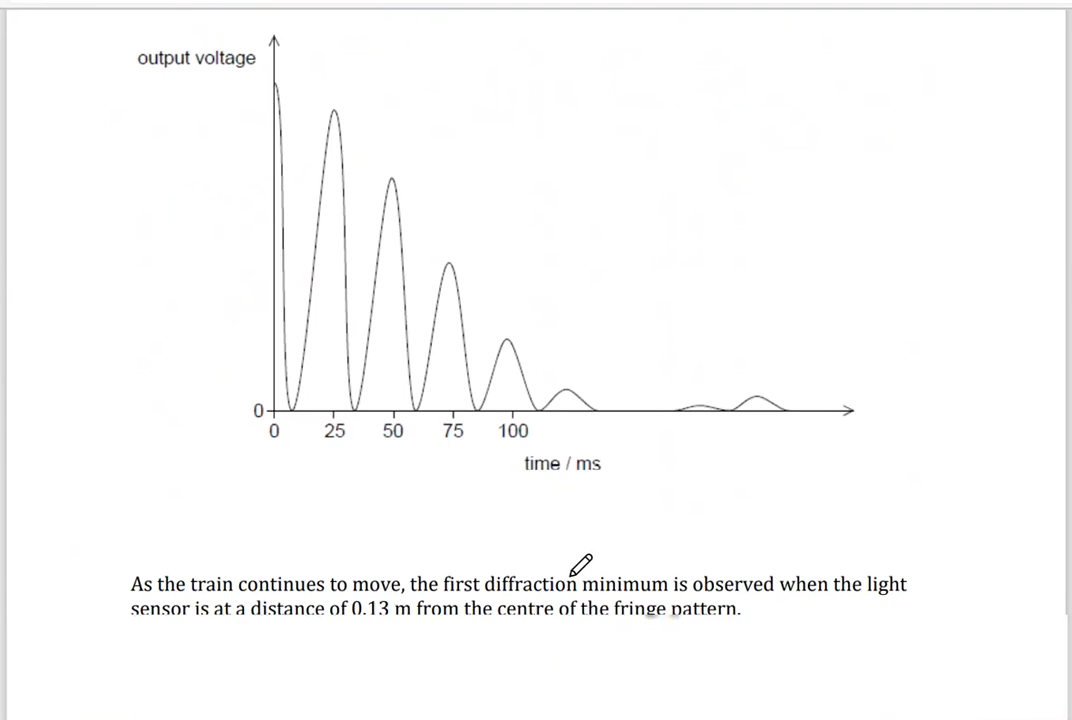 output voltage
0
0 25 50 75 100
time / ms
As the train continues to move, the first diffraction minimum is observed when the light
sensor is at a distance of 0.13 m from the centre of the fringe pattern.